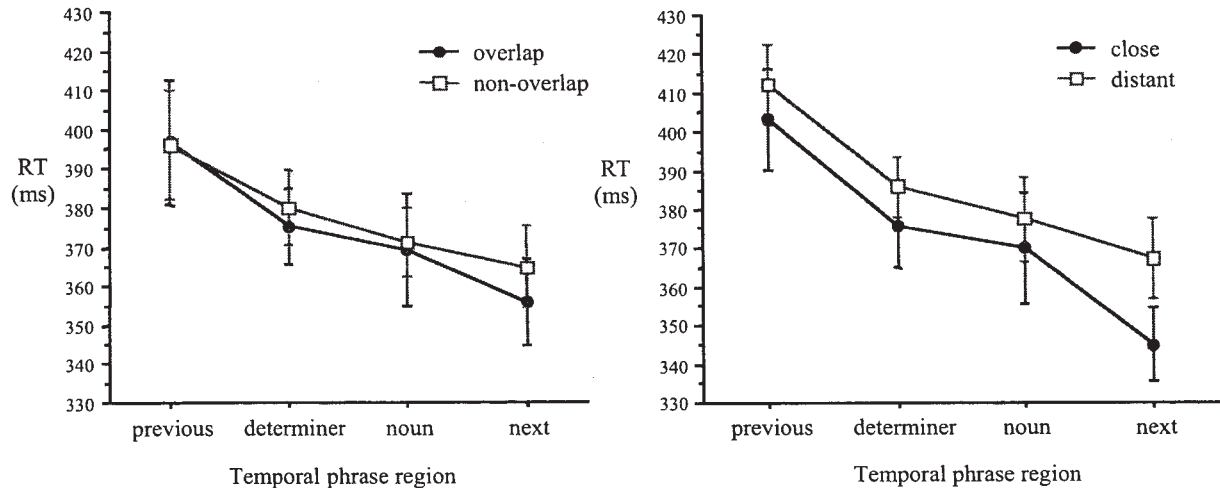 430
420
410
400
390
380
370
360
350
340
330
RT
(ms)
overlap
non-overlap
previous determiner noun next
Temporal phrase region
430
420
410
400
390
380
370
360
350
340
330
RT
(ms)
close
distant
previous determiner noun next
Temporal phrase region